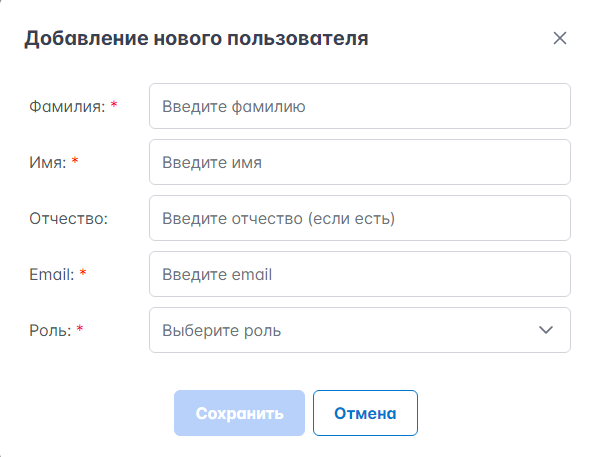 Добавление нового пользователя
Фамилия: * Введите фамилию
Имя: * Введите имя
Отчество: Введите отчество (если есть)
Email: * Введите email
Роль: * Выберите роль
Сохранить Отмена